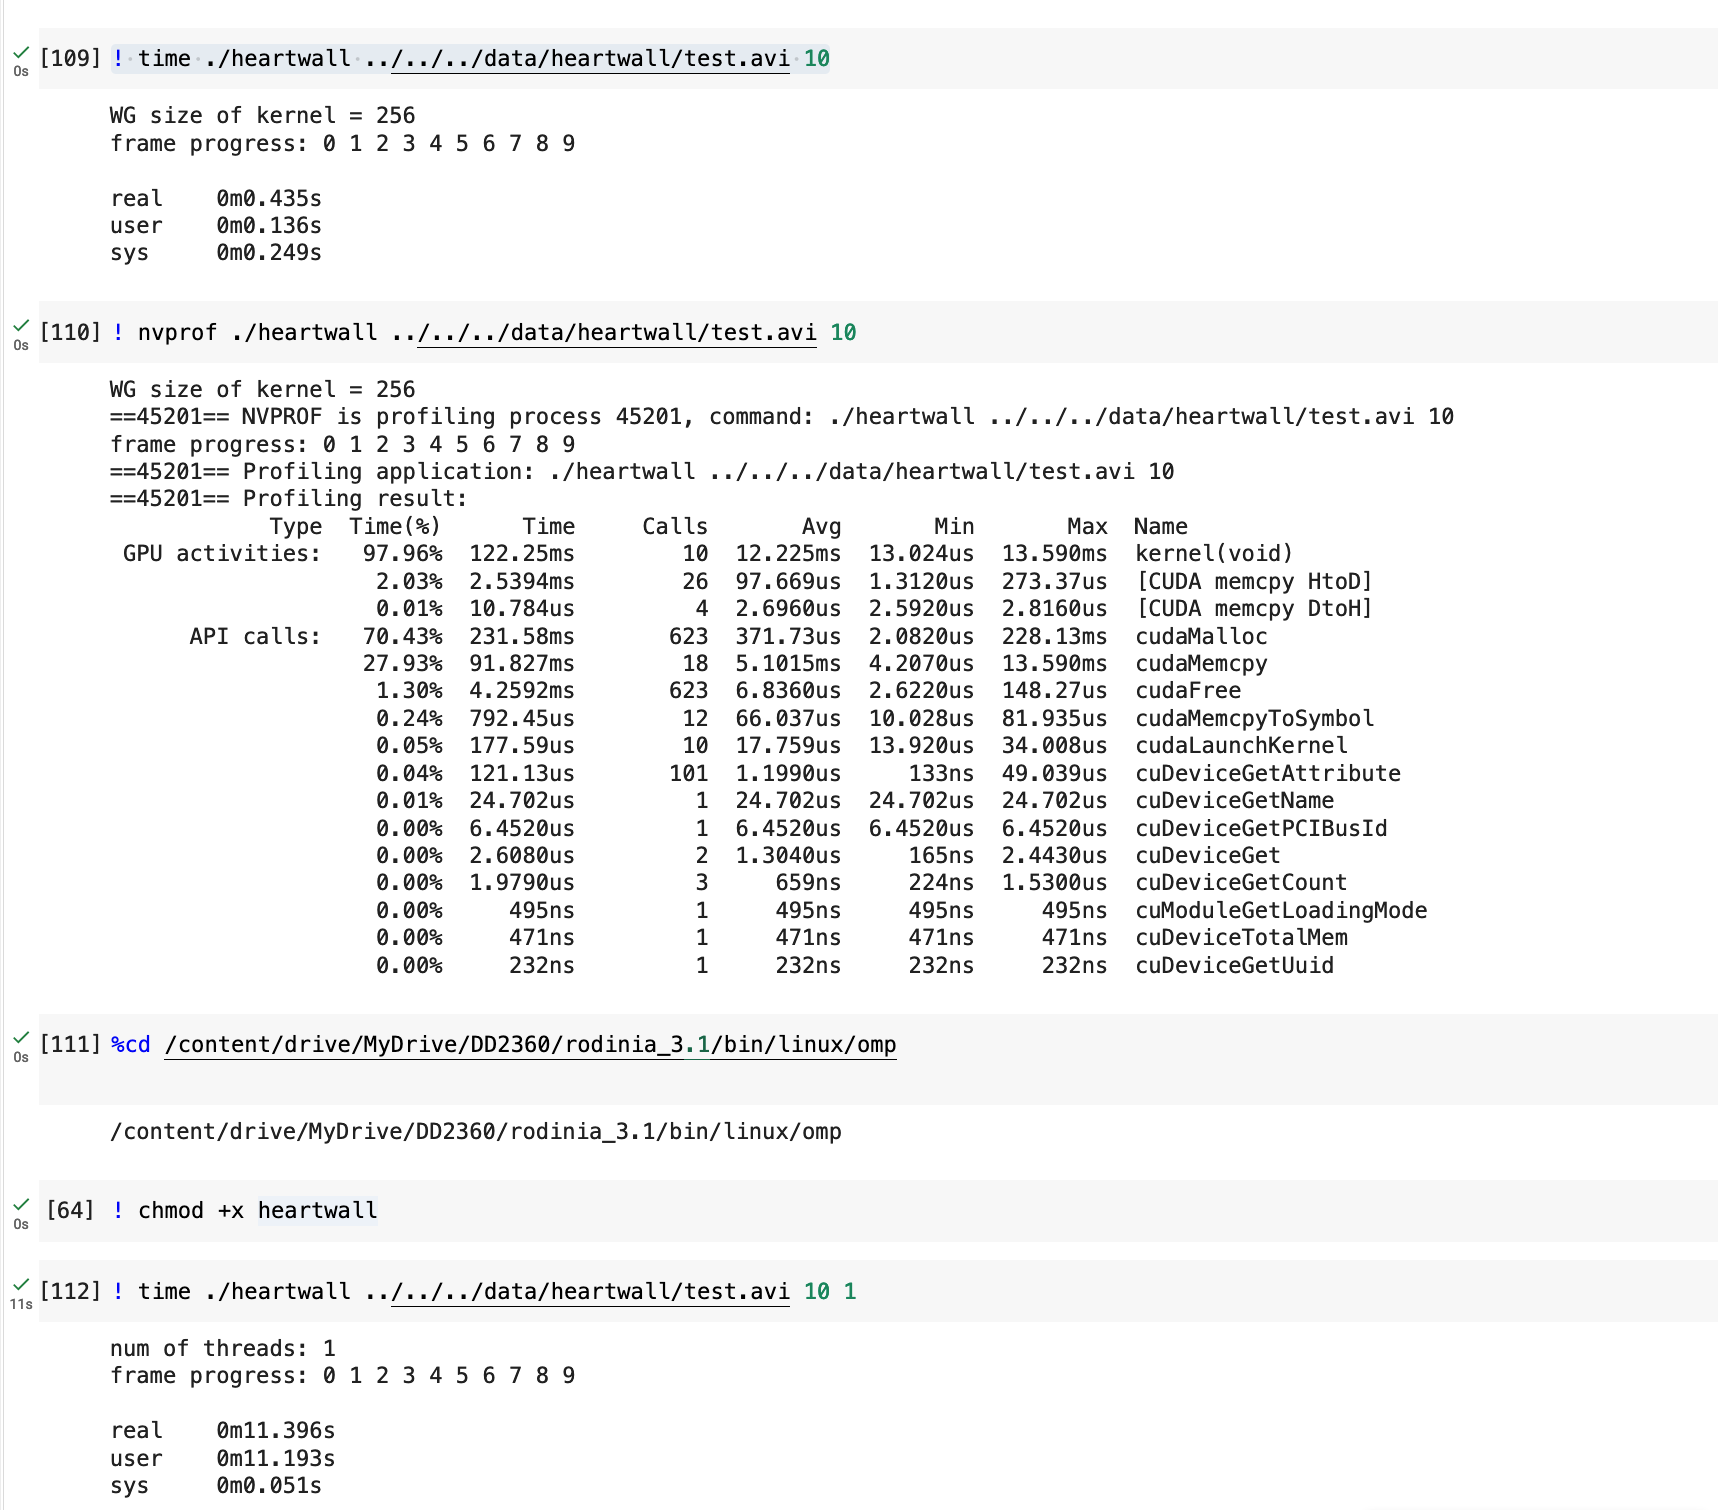 [109] ! time ./heartwall ../../../data/heartwall/test.avi 10
0s
WG size of kernel = 256
frame progress: 0 1 2 3 4 5 6 7 8 9
real    0m0.435s
user    0m0.136s
sys     0m0.249s
[110] ! nvprof ./heartwall ../../../data/heartwall/test.avi 10
0s
WG size of kernel = 256
==45201== NVPROF is profiling process 45201, command: ./heartwall ../../../data/heartwall/test.avi 10
frame progress: 0 1 2 3 4 5 6 7 8 9
==45201== Profiling application: ./heartwall ../../../data/heartwall/test.avi 10
==45201== Profiling result:
            Type  Time(%)      Time     Calls       Avg       Min       Max  Name
 GPU activities:   97.96%  122.25ms        10  12.225ms  13.024us  13.590ms  kernel(void)
                    2.03%  2.5394ms        26  97.669us  1.3120us  273.37us  [CUDA memcpy HtoD]
                    0.01%  10.784us         4  2.6960us  2.5920us  2.8160us  [CUDA memcpy DtoH]
      API calls:   70.43%  231.58ms       623  371.73us  2.0820us  228.13ms  cudaMalloc
                   27.93%  91.827ms        18  5.1015ms  4.2070us  13.590ms  cudaMemcpy
                    1.30%  4.2592ms       623  6.8360us  2.6220us  148.27us  cudaFree
                    0.24%  792.45us        12  66.037us  10.028us  81.935us  cudaMemcpyToSymbol
                    0.05%  177.59us        10  17.759us  13.920us  34.008us  cudaLaunchKernel
                    0.04%  121.13us       101  1.1990us     133ns  49.039us  cuDeviceGetAttribute
                    0.01%  24.702us         1  24.702us  24.702us  24.702us  cuDeviceGetName
                    0.00%  6.4520us         1  6.4520us  6.4520us  6.4520us  cuDeviceGetPCIBusId
                    0.00%  2.6080us         2  1.3040us     165ns  2.4430us  cuDeviceGet
                    0.00%  1.9790us         3     659ns     224ns  1.5300us  cuDeviceGetCount
                    0.00%     495ns         1     495ns     495ns     495ns  cuModuleGetLoadingMode
                    0.00%     471ns         1     471ns     471ns     471ns  cuDeviceTotalMem
                    0.00%     232ns         1     232ns     232ns     232ns  cuDeviceGetUuid
[111] %cd /content/drive/MyDrive/DD2360/rodinia_3.1/bin/linux/omp
0s
/content/drive/MyDrive/DD2360/rodinia_3.1/bin/linux/omp
[64] ! chmod +x heartwall
0s
[112] ! time ./heartwall ../../../data/heartwall/test.avi 10 1
11s
num of threads: 1
frame progress: 0 1 2 3 4 5 6 7 8 9
real    0m11.396s
user    0m11.193s
sys     0m0.051s